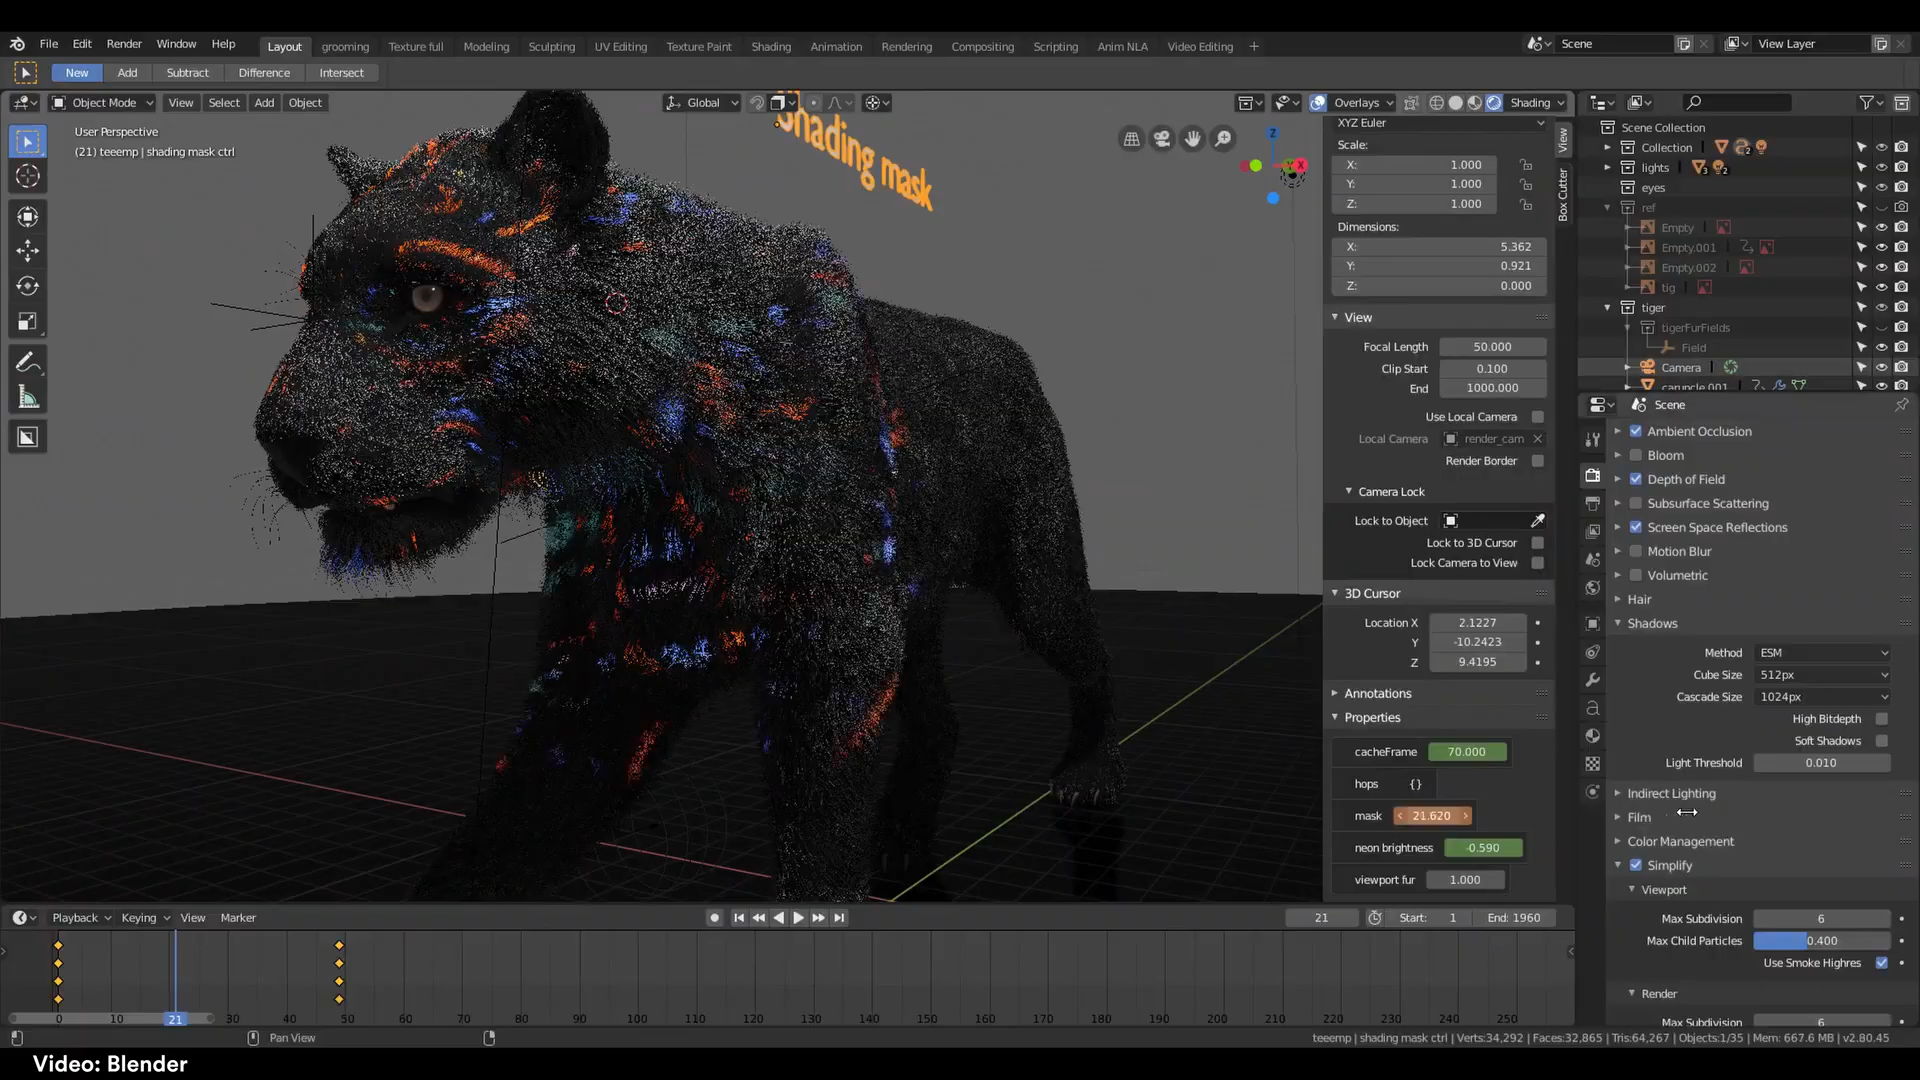 File Edit Render Window Help Layout grooming Texture full Modeling Sculpting UV Editing Texture Paint Shading Animation Rendering Compositing Scripting Anim NLA Video Editing + Scene View Layer
New Add Subtract Difference Intersect
Object Mode View Select Add Object Global Overlays Shading
User Perspective
(21) teeemp | shading mask ctrl
Shading mask
Z
X
XYZ Euler
Scale:
X: 1.000
Y: 1.000
Z: 1.000
Dimensions:
X: 5.362
Y: 0.921
Z: 0.000
View
Focal Length 50.000
Clip Start 0.100
End 1000.000
Use Local Camera
Local Camera render_cam
Render Border
Camera Lock
Lock to Object
Lock to 3D Cursor
Lock Camera to View
3D Cursor
Location X 2.1227
Y -10.2423
Z 9.4195
Annotations
Properties
cacheFrame 70.000
hops {}
mask 21.620
neon brightness -0.590
viewport fur 1.000
View
Box Cutter
Scene Collection
Collection 2
lights 3 2
eyes
ref
Empty
Empty.001
Empty.002
tig
tiger
tigerFurFields
Field
Camera
caruncle.001
Scene
Ambient Occlusion
Bloom
Depth of Field
Subsurface Scattering
Screen Space Reflections
Motion Blur
Volumetric
Hair
Shadows
Method ESM
Cube Size 512px
Cascade Size 1024px
High Bitdepth
Soft Shadows
Light Threshold 0.010
Indirect Lighting
Film
Color Management
Simplify
Viewport
Max Subdivision 6
Max Child Particles 0.400
Use Smoke Highres
Render
Max Subdivision 6
Playback Keying View Marker 21 Start: 1 End: 1960
0 10 21 30 40 50 60 70 80 90 100 110 120 130 140 150 160 170 180 190 200 210 220 230 240 250
Pan View
teeemp | shading mask ctrl | Verts:34,292 | Faces:32,865 | Tris:64,267 | Objects:1/35 | Mem: 667.6 MB | v2.80.45
Video: Blender